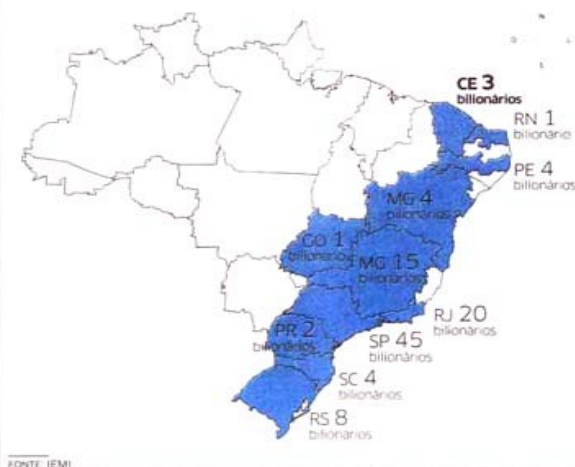 N
O L
CE 3
bilionários
RN 1
bilionário
PE 4
bilionários
MG 4
bilionários
GO 1
bilionário
MG 15
bilionários
RJ 20
bilionários
PR 2
bilionários
SP 45
bilionários
SC 4
bilionários
RS 8
bilionários
FONTE IEMI